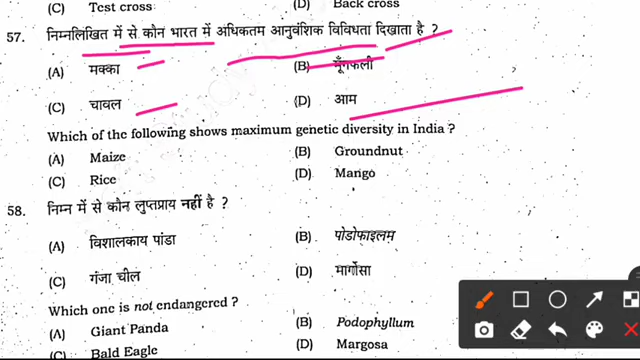 (C) Test cross (D) Back cross
57. निम्नलिखित में से कौन भारत में अधिकतम आनुवंशिक विविधता दिखाता है ?
(A) मक्का (B) मूँगफली
(C) चावल (D) आम
Which of the following shows maximum genetic diversity in India ?
(A) Maize (B) Groundnut
(C) Rice (D) Mango
58. निम्न में से कौन लुप्तप्राय नहीं है ?
(A) विशालकाय पांडा (B) पोडोफाइलम
(C) गंजा चील (D) मार्गोसा
Which one is not endangered ?
(A) Giant Panda (B) Podophyllum
(C) Bald Eagle (D) Margosa